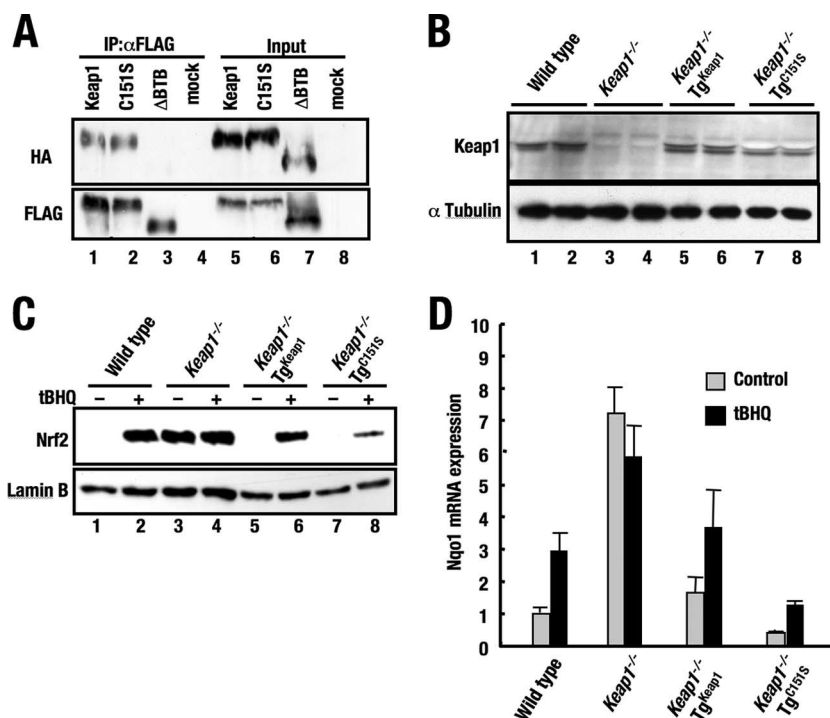 A
IP:αFLAG Input
Keap1 C151S ΔBTB mock Keap1 C151S ΔBTB mock
HA
FLAG
1 2 3 4 5 6 7 8
B
Wild type Keap1-/- Keap1-/- TgKeap1 Keap1-/- TgC151S
Keap1
α Tubulin
1 2 3 4 5 6 7 8
C
Wild type Keap1-/- Keap1-/- TgKeap1 Keap1-/- TgC151S
tBHQ − + − + − + − +
Nrf2
Lamin B
1 2 3 4 5 6 7 8
D
Nqo1 mRNA expression
10
9
8
7
6
5
4
3
2
1
0
Control
tBHQ
Wild type Keap1-/- Keap1-/- TgKeap1 Keap1-/- TgC151S